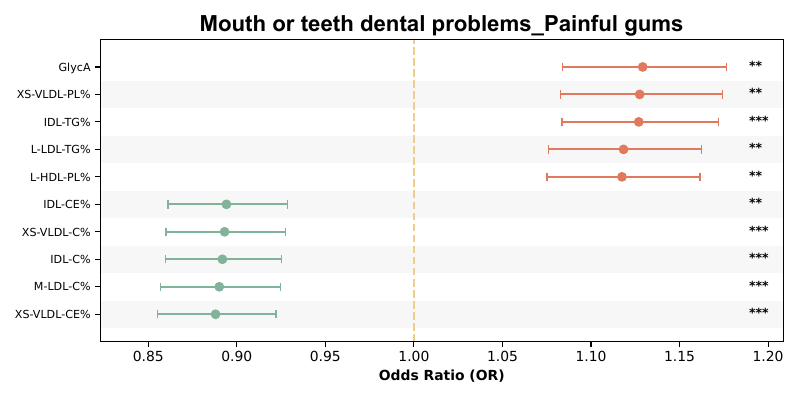 Mouth or teeth dental problems_Painful gums
GlycA **
XS-VLDL-PL% **
IDL-TG% ***
L-LDL-TG% **
L-HDL-PL% **
IDL-CE% **
XS-VLDL-C% ***
IDL-C% ***
M-LDL-C% ***
XS-VLDL-CE% ***
0.85 0.90 0.95 1.00 1.05 1.10 1.15 1.20
Odds Ratio (OR)